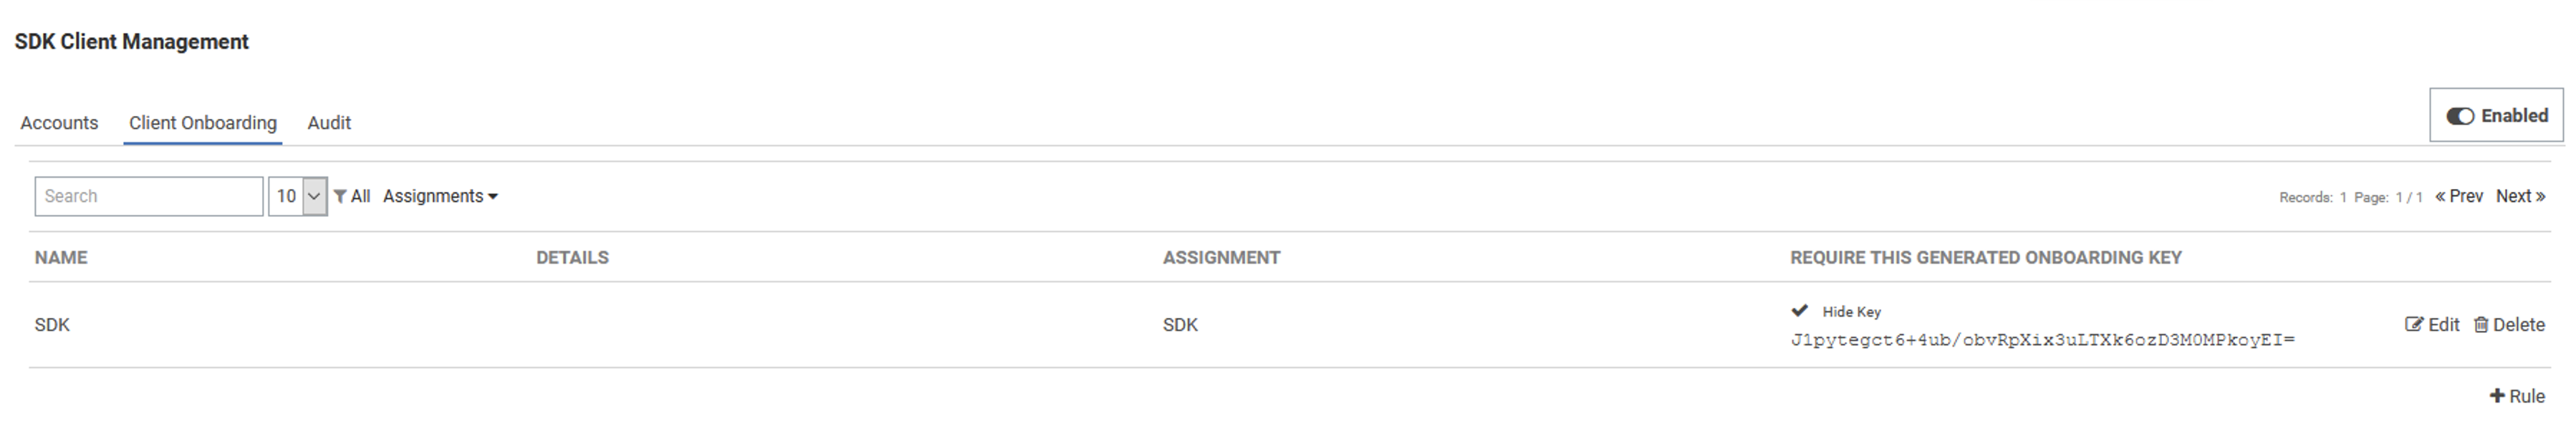 SDK Client Management
Accounts Client Onboarding Audit
Enabled
Search 10 All Assignments Records: 1 Page: 1 / 1 « Prev Next »
NAME DETAILS ASSIGNMENT REQUIRE THIS GENERATED ONBOARDING KEY
Hide Key
SDK SDK J1pytegct6+4ub/obvRpXix3uLTXk6ozD3M0MPkoyEI= Edit Delete
+ Rule